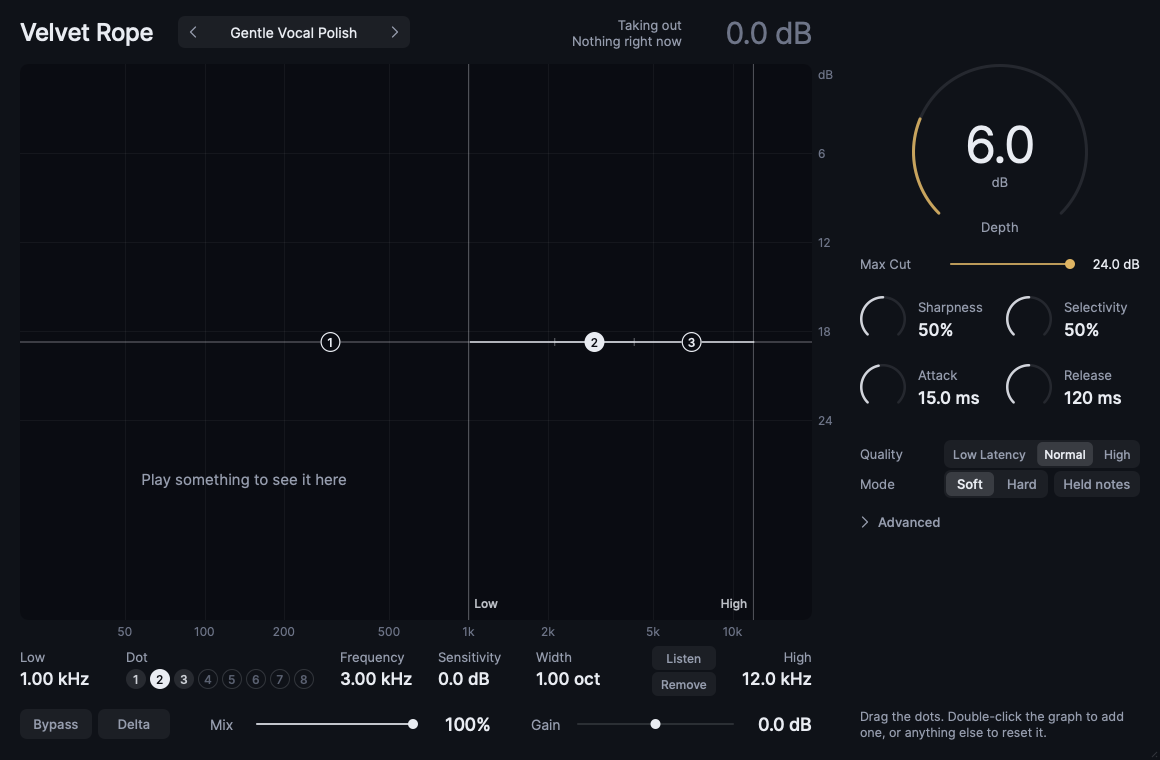 Velvet Rope
Gentle Vocal Polish
Taking out
Nothing right now
0.0 dB
dB
6
12
18
24
1
2
3
Play something to see it here
Low
High
50
100
200
500
1k
2k
5k
10k
Low
1.00 kHz
Dot
1 2 3 4 5 6 7 8
Frequency
3.00 kHz
Sensitivity
0.0 dB
Width
1.00 oct
Listen
Remove
High
12.0 kHz
Bypass
Delta
Mix
100%
Gain
0.0 dB
6.0
dB
Depth
Max Cut
24.0 dB
Sharpness
50%
Selectivity
50%
Attack
15.0 ms
Release
120 ms
Quality
Low Latency
Normal
High
Mode
Soft
Hard
Held notes
Advanced
Drag the dots. Double-click the graph to add
one, or anything else to reset it.